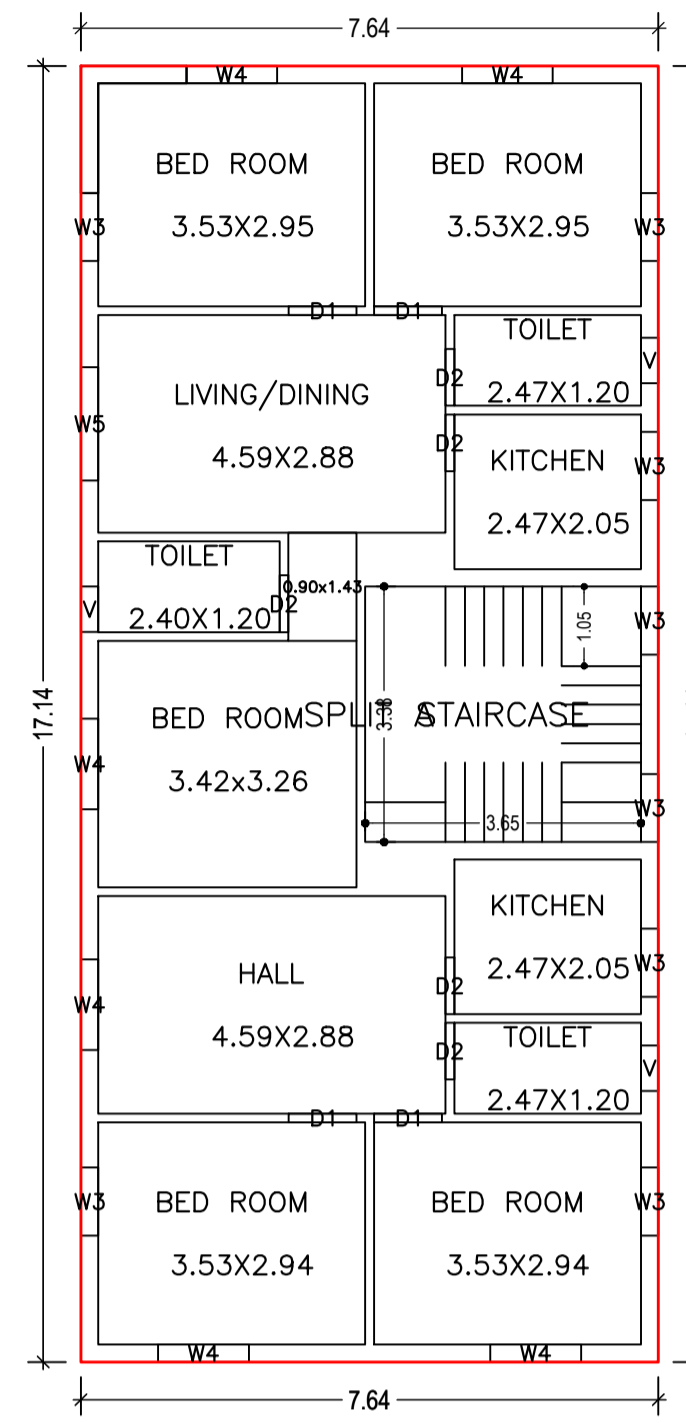 7.64
W4 W4
BED ROOM BED ROOM
3.53X2.95 3.53X2.95
W3 W3
D1 D1
TOILET
V
D2
2.47X1.20
LIVING/DINING
W5
D2
KITCHEN
W3
4.59X2.88
2.47X2.05
TOILET
0.90x1.43
V
D2
2.40X1.20
W3
1.05
17.14
BED ROOM
SPLIT STAIRCASE
3.38
W4
3.42x3.26
W3
3.65
KITCHEN
2.47X2.05
W3
HALL
D2
W4
4.59X2.88
D2
TOILET
V
2.47X1.20
D1 D1
BED ROOM BED ROOM
W3 W3
3.53X2.94 3.53X2.94
W4 W4
7.64